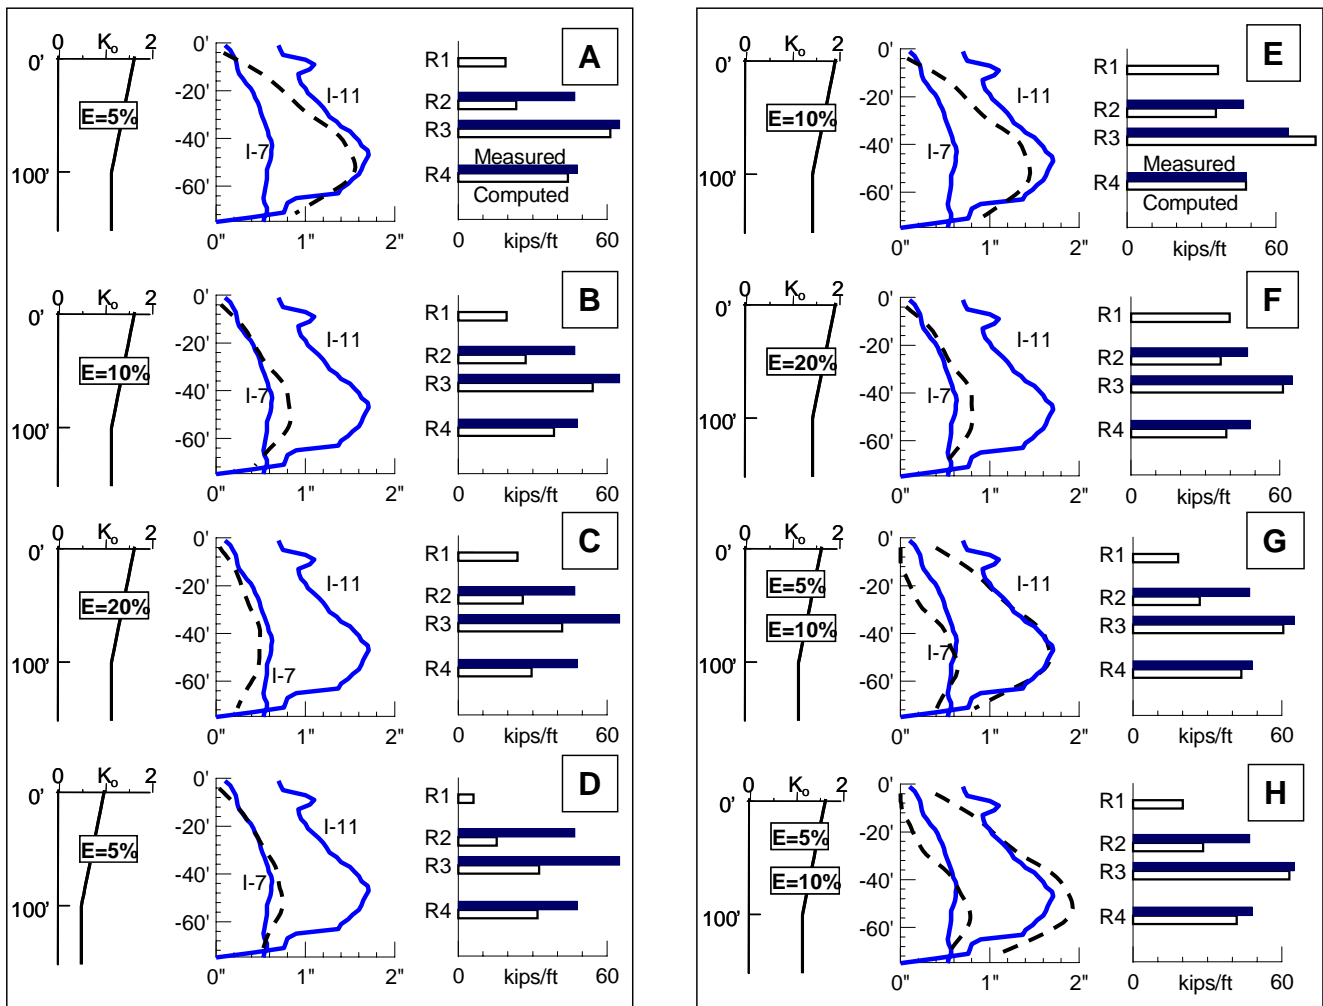 0 Ko 2
0'
E=5%
100'
0'
-20'
-40'
-60'
0" 1" 2"
I-11
I-7
A
R1
R2
R3
Measured
R4
Computed
0 kips/ft 60
0 Ko 2
0'
E=10%
100'
0'
-20'
-40'
-60'
0" 1" 2"
I-11
I-7
B
R1
R2
R3
R4
0 kips/ft 60
0 Ko 2
0'
E=20%
100'
0'
-20'
-40'
-60'
0" 1" 2"
I-11
I-7
C
R1
R2
R3
R4
0 kips/ft 60
0 Ko 2
0'
E=5%
100'
0'
-20'
-40'
-60'
0" 1" 2"
I-11
I-7
D
R1
R2
R3
R4
0 kips/ft 60
0 Ko 2
0'
E=10%
100'
0'
-20'
-40'
-60'
0" 1" 2"
I-11
I-7
E
R1
R2
R3
Measured
R4
Computed
0 kips/ft 60
0 Ko 2
0'
E=20%
100'
0'
-20'
-40'
-60'
0" 1" 2"
I-11
I-7
F
R1
R2
R3
R4
0 kips/ft 60
0 Ko 2
0'
E=5%
E=10%
100'
0'
-20'
-40'
-60'
0" 1" 2"
I-11
I-7
G
R1
R2
R3
R4
0 kips/ft 60
0 Ko 2
0'
E=5%
E=10%
100'
0'
-20'
-40'
-60'
0" 1" 2"
H
R1
R2
R3
R4
0 kips/ft 60